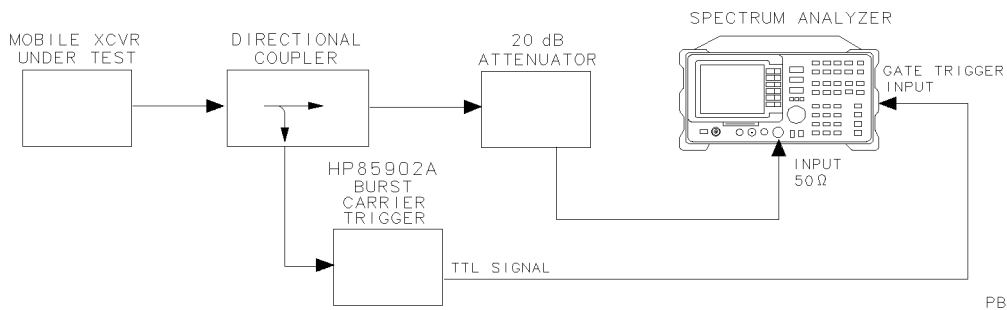 SPECTRUM ANALYZER
MOBILE XCVR
UNDER TEST
DIRECTIONAL
COUPLER
20 dB
ATTENUATOR
GATE TRIGGER
INPUT
INPUT
50Ω
HP85902A
BURST
CARRIER
TRIGGER
TTL SIGNAL
PB